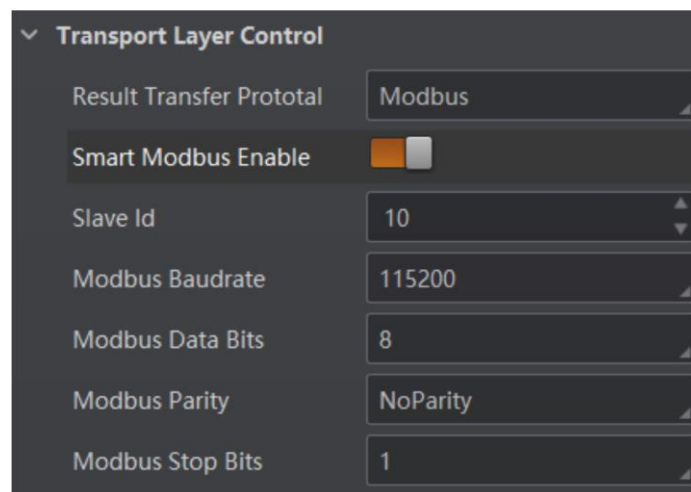 Transport Layer Control
Result Transfer Prototal Modbus
Smart Modbus Enable
Slave Id 10
Modbus Baudrate 115200
Modbus Data Bits 8
Modbus Parity NoParity
Modbus Stop Bits 1